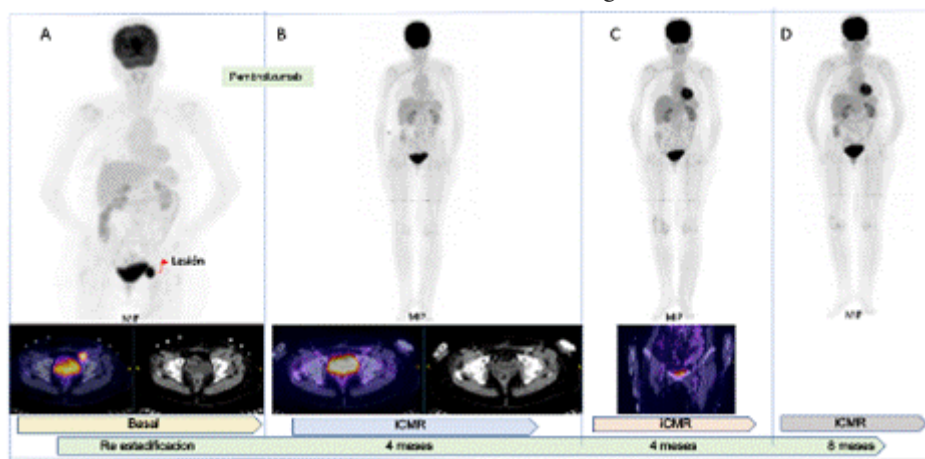 A
B
C
D
Pembrolizumab
Lesión
MIP
MIP
MIP
MIP
Basal
iCMR
iCMR
iCMR
Re estadificacion
4 meses
4 meses
8 meses